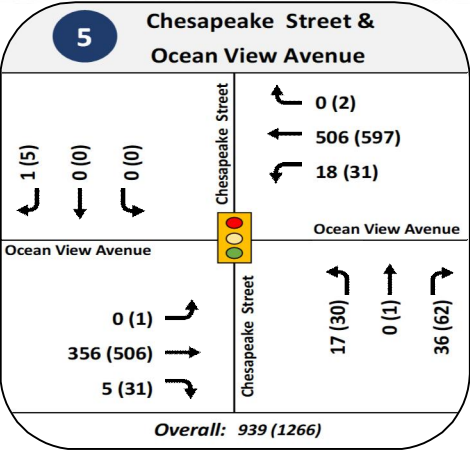 5
Chesapeake Street &
Ocean View Avenue
Chesapeake Street
0 (2)
506 (597)
18 (31)
1 (5)
0 (0)
0 (0)
Ocean View Avenue
Ocean View Avenue
0 (1)
356 (506)
5 (31)
Chesapeake Street
17 (30)
0 (1)
36 (62)
Overall: 939 (1266)